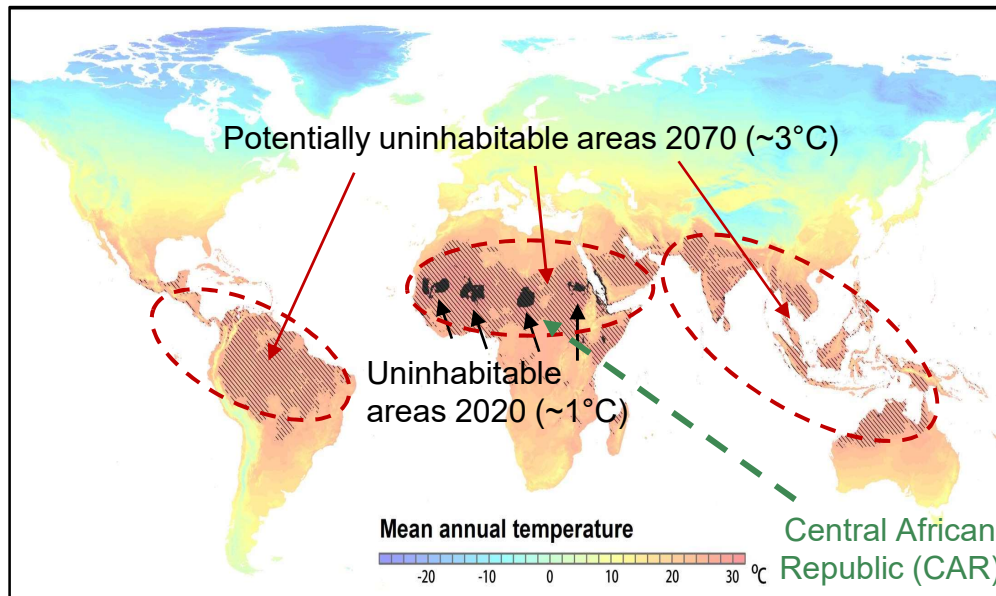 Potentially uninhabitable areas 2070 (~3°C)
Uninhabitable
areas 2020 (~1°C)
Mean annual temperature
-20 -10 0 10 20 30 ºC
Central African
Republic (CAR)